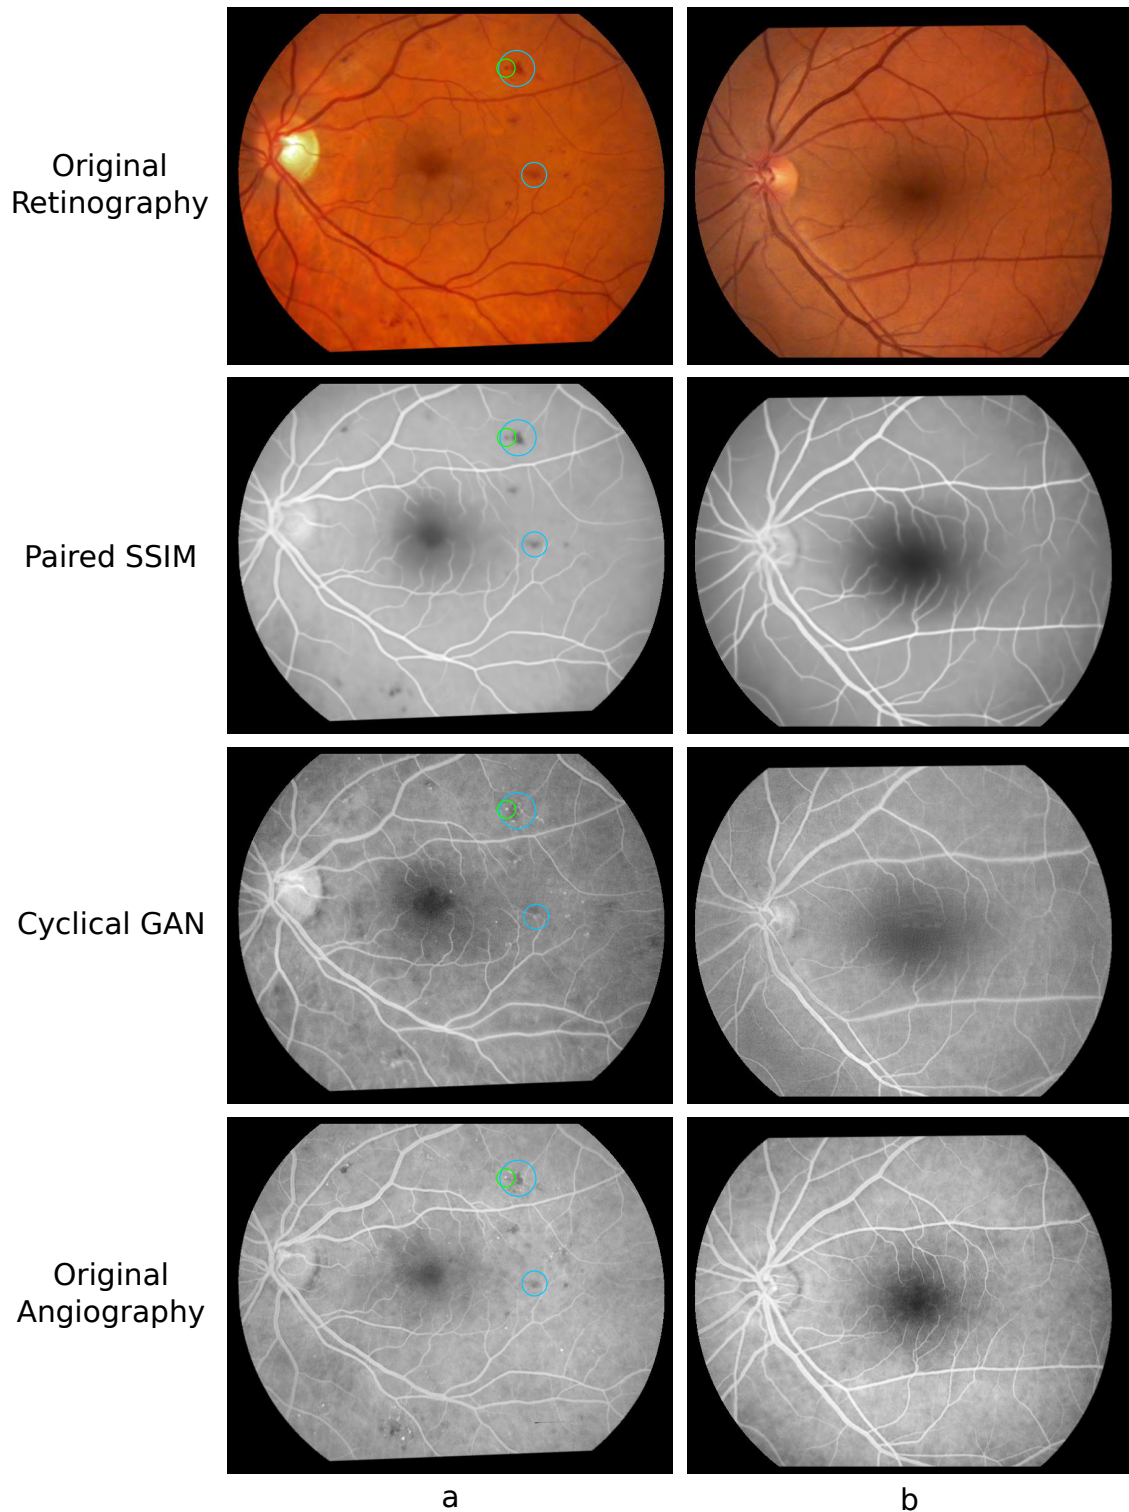 Original
Retinography
Paired SSIM
Cyclical GAN
Original
Angiography
a
b